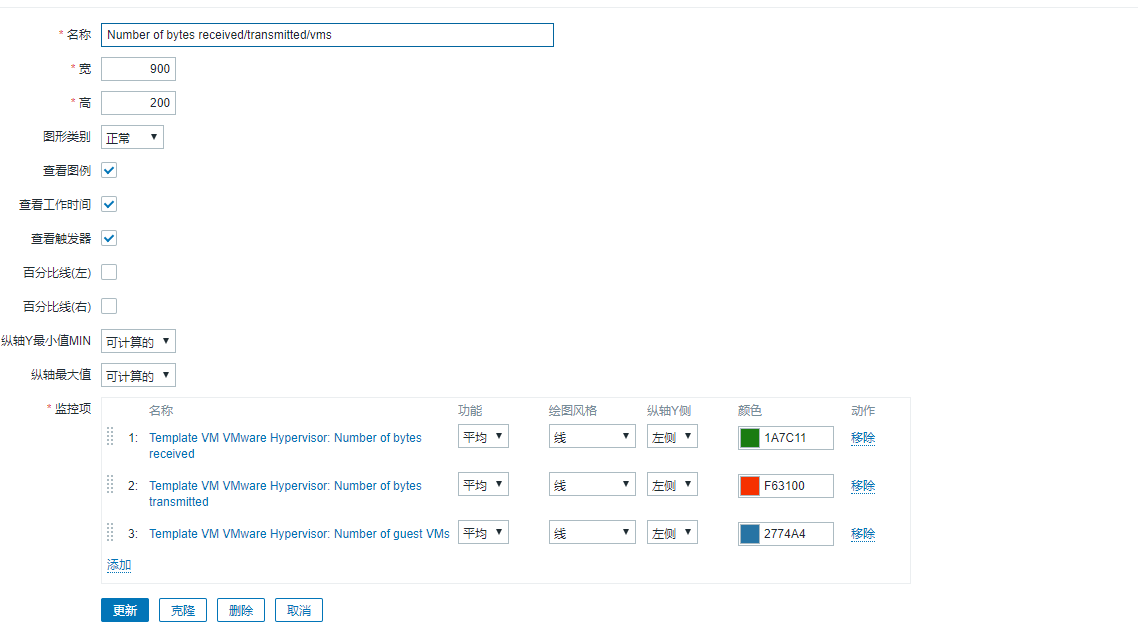 * 名称 Number of bytes received/transmitted/vms
* 宽 900
* 高 200
图形类别 正常
查看图例
查看工作时间
查看触发器
百分比线(左)
百分比线(右)
纵轴Y最小值MIN 可计算的
纵轴最大值 可计算的
* 监控项 名称 功能 绘图风格 纵轴Y侧 颜色 动作
1: Template VM VMware Hypervisor: Number of bytes 平均 线 左侧 1A7C11 移除
received
2: Template VM VMware Hypervisor: Number of bytes 平均 线 左侧 F63100 移除
transmitted
3: Template VM VMware Hypervisor: Number of guest VMs 平均 线 左侧 2774A4 移除
添加
更新 克隆 删除 取消